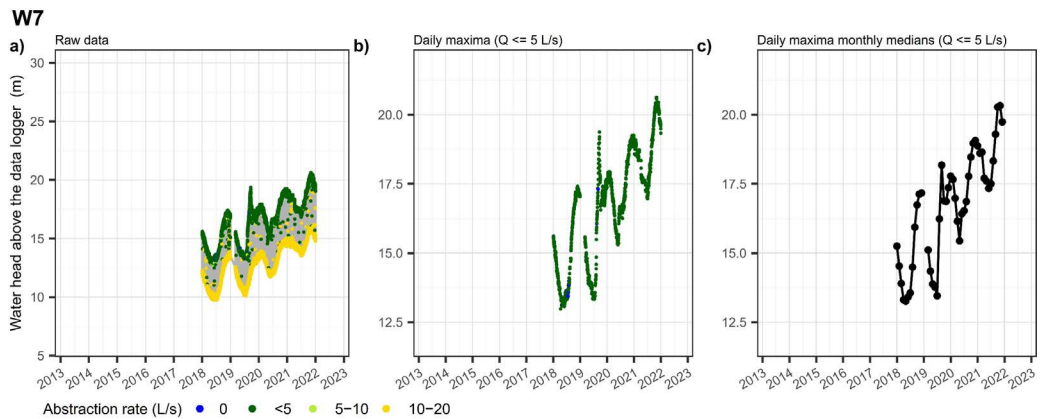 W7
a) Raw data
b) Daily maxima (Q <= 5 L/s)
c) Daily maxima monthly medians (Q <= 5 L/s)
Water head above the data logger (m)
30
25
20
15
10
5
2013 2014 2015 2016 2017 2018 2019 2020 2021 2022 2023
20.0
17.5
15.0
12.5
2013 2014 2015 2016 2017 2018 2019 2020 2021 2022 2023
20.0
17.5
15.0
12.5
2013 2014 2015 2016 2017 2018 2019 2020 2021 2022 2023
Abstraction rate (L/s) 0 <5 5−10 10−20